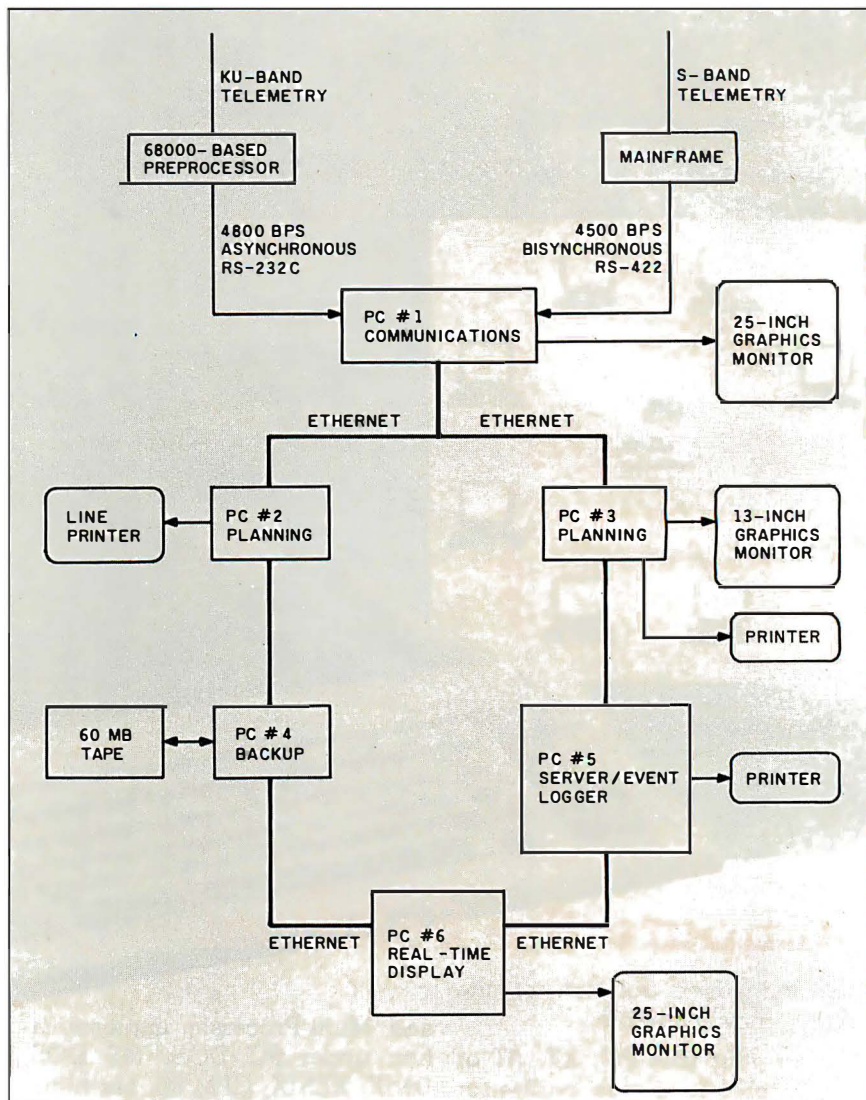 KU-BAND
TELEMETRY
S-BAND
TELEMETRY
68000-BASED
PREPROCESSOR
MAINFRAME
4800 BPS
ASYNCHRONOUS
RS-232C
4500 BPS
BISYNCHRONOUS
RS-422
PC #1
COMMUNICATIONS
25-INCH
GRAPHICS
MONITOR
ETHERNET
ETHERNET
LINE
PRINTER
PC #2
PLANNING
PC #3
PLANNING
13-INCH
GRAPHICS
MONITOR
PRINTER
60 MB
TAPE
PC #4
BACKUP
PC #5
SERVER/EVENT
LOGGER
PRINTER
ETHERNET
PC #6
REAL-TIME
DISPLAY
ETHERNET
25-INCH
GRAPHICS
MONITOR